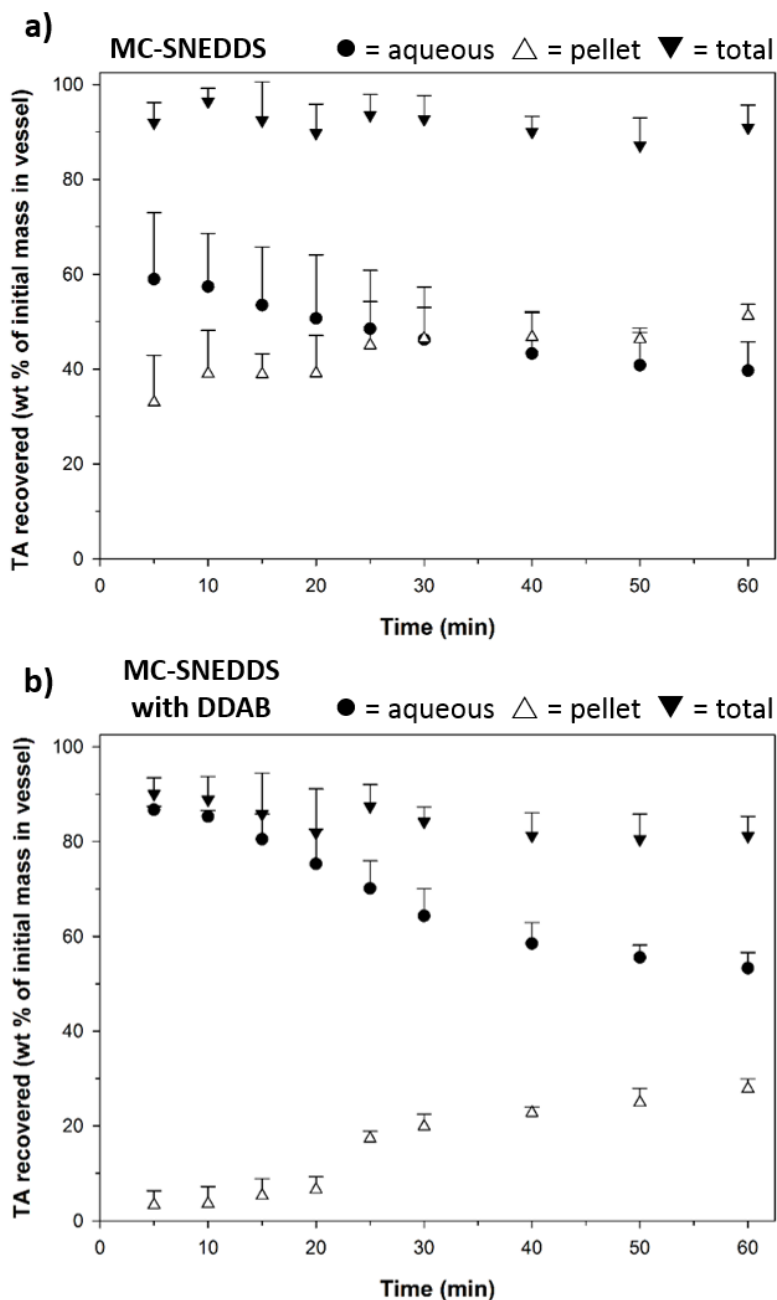 a)
MC-SNEDDS ● = aqueous △ = pellet ▼ = total
TA recovered (wt % of initial mass in vessel)
100
80
60
40
20
0
0 10 20 30 40 50 60
Time (min)
b)
MC-SNEDDS
with DDAB ● = aqueous △ = pellet ▼ = total
TA recovered (wt % of initial mass in vessel)
100
80
60
40
20
0
0 10 20 30 40 50 60
Time (min)